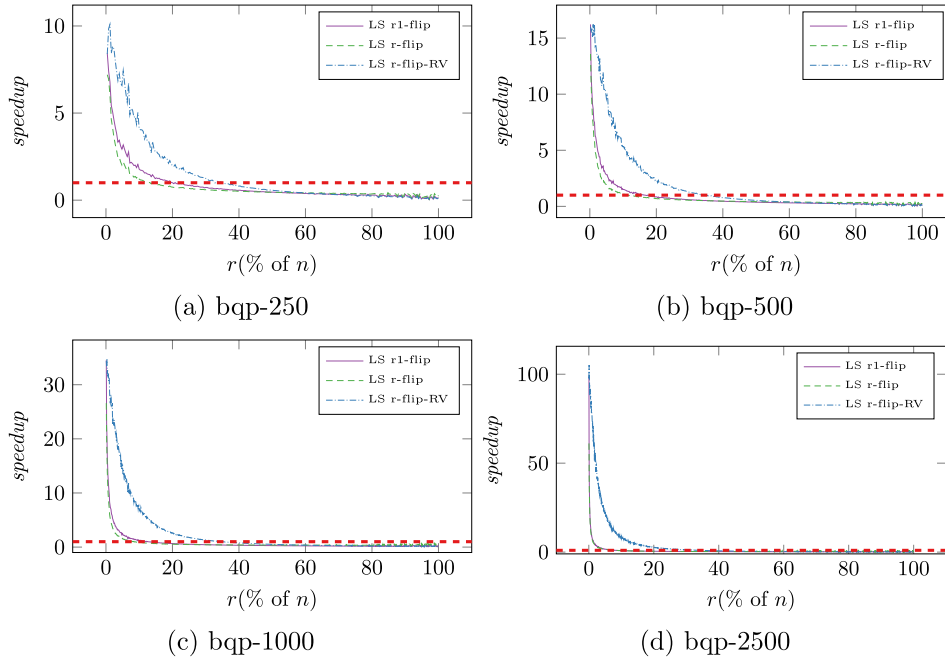 speedup
10
5
0
LS r1-flip
LS r-flip
LS r-flip-RV
0 20 40 60 80 100
r(% of n)
(a) bqp-250
speedup
15
10
5
0
LS r1-flip
LS r-flip
LS r-flip-RV
0 20 40 60 80 100
r(% of n)
(b) bqp-500
speedup
30
20
10
0
LS r1-flip
LS r-flip
LS r-flip-RV
0 20 40 60 80 100
r(% of n)
(c) bqp-1000
speedup
100
50
0
LS r1-flip
LS r-flip
LS r-flip-RV
0 20 40 60 80 100
r(% of n)
(d) bqp-2500